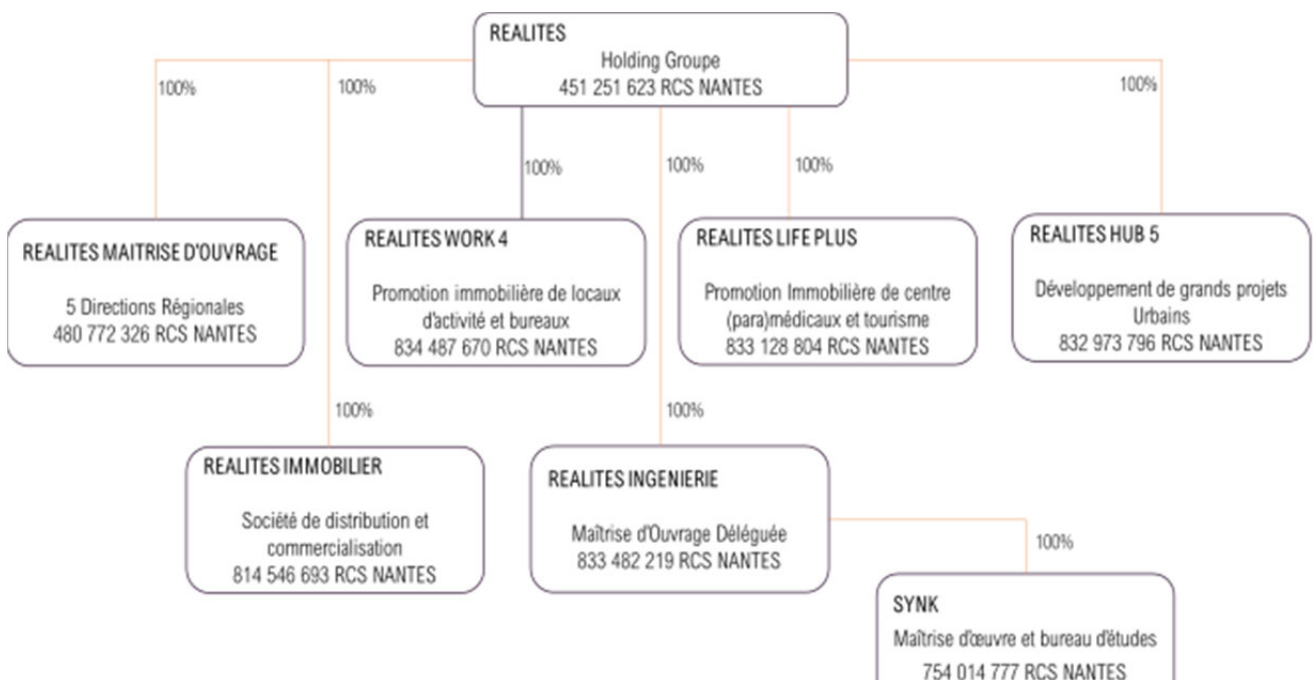 REALITES
Holding Groupe
451 251 623 RCS NANTES
100%
100%
100%
100%
100%
100%
REALITES MAITRISE D'OUVRAGE
5 Directions Régionales
480 772 326 RCS NANTES
REALITES WORK 4
Promotion immobilière de locaux
d'activité et bureaux
834 487 670 RCS NANTES
REALITES LIFE PLUS
Promotion Immobilière de centre
(para)médicaux et tourisme
833 128 804 RCS NANTES
REALITES HUB 5
Développement de grands projets
Urbains
832 973 796 RCS NANTES
100%
100%
REALITES IMMOBILIER
Société de distribution et
commercialisation
814 546 693 RCS NANTES
REALITES INGENIERIE
Maîtrise d'Ouvrage Déléguée
833 482 219 RCS NANTES
100%
SYNK
Maîtrise d'œuvre et bureau d'études
754 014 777 RCS NANTES